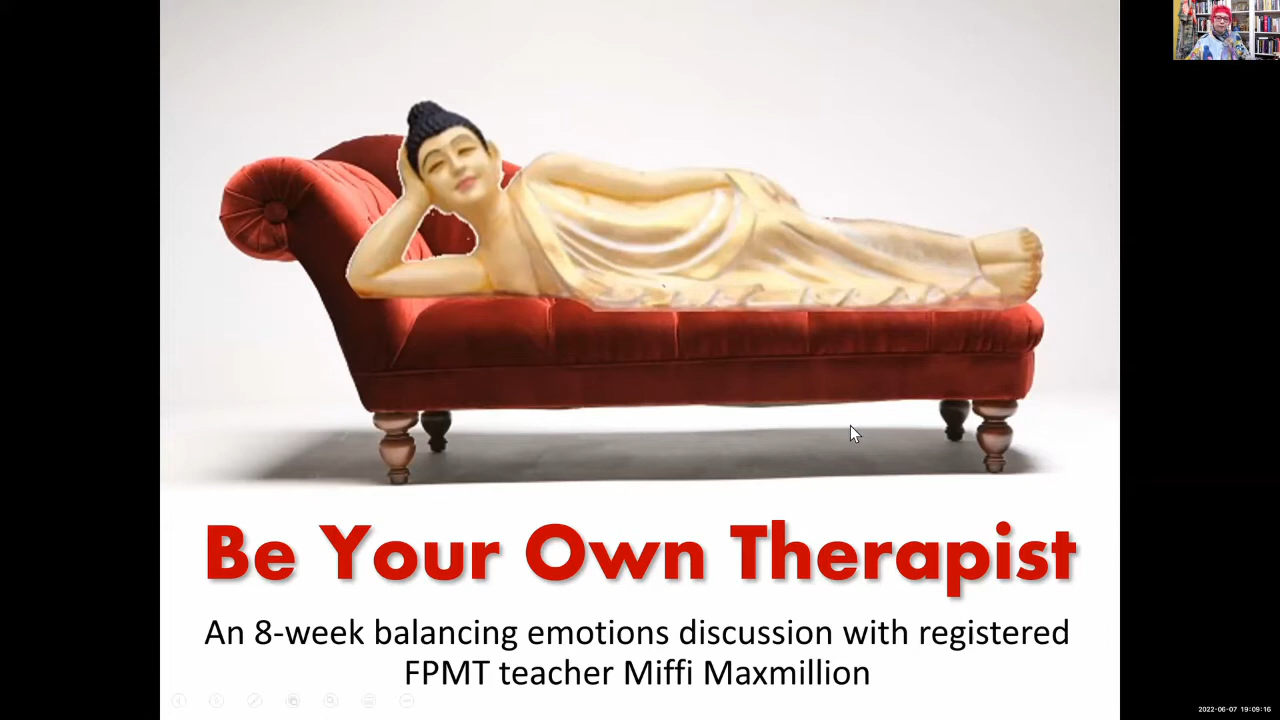 Be Your Own Therapist
An 8-week balancing emotions discussion with registered
FPMT teacher Miffi Maxmillion
2022-06-07 19:09:16